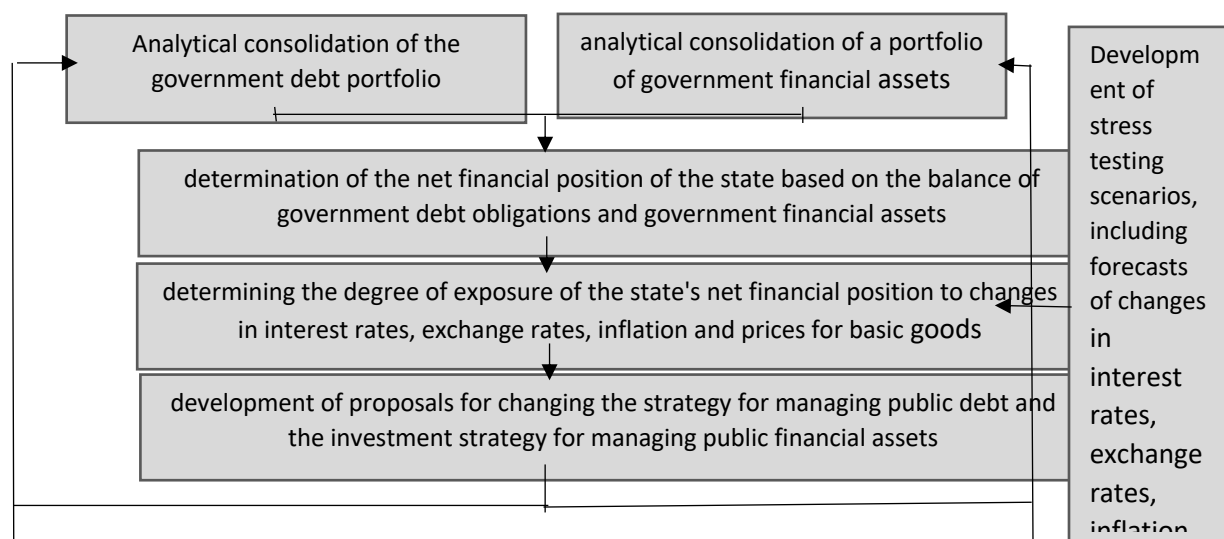 Analytical consolidation of the
government debt portfolio
analytical consolidation of a portfolio
of government financial assets
determination of the net financial position of the state based on the balance of
government debt obligations and government financial assets
determining the degree of exposure of the state's net financial position to changes
in interest rates, exchange rates, inflation and prices for basic goods
development of proposals for changing the strategy for managing public debt and
the investment strategy for managing public financial assets
Developm
ent of
stress
testing
scenarios,
including
forecasts
of changes
in
interest
rates,
exchange
rates,
inflation